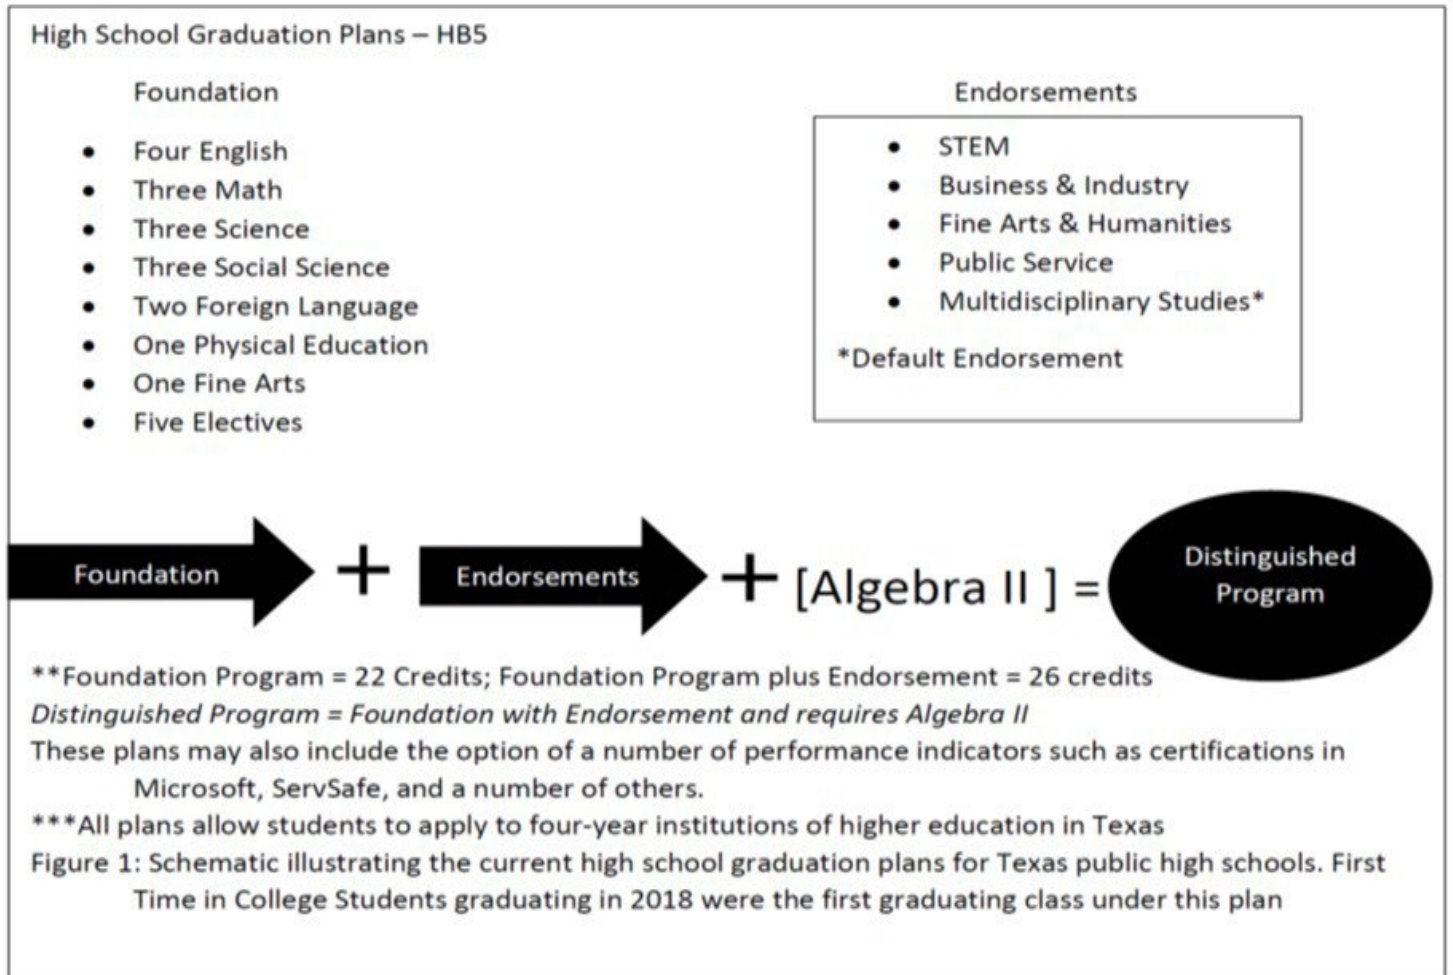 High School Graduation Plans – HB5
Foundation
• Four English
• Three Math
• Three Science
• Three Social Science
• Two Foreign Language
• One Physical Education
• One Fine Arts
• Five Electives
Endorsements
• STEM
• Business & Industry
• Fine Arts & Humanities
• Public Service
• Multidisciplinary Studies*
*Default Endorsement
Foundation + Endorsements + [Algebra II ] = Distinguished
Program
**Foundation Program = 22 Credits; Foundation Program plus Endorsement = 26 credits
Distinguished Program = Foundation with Endorsement and requires Algebra II
These plans may also include the option of a number of performance indicators such as certifications in
Microsoft, ServSafe, and a number of others.
***All plans allow students to apply to four-year institutions of higher education in Texas
Figure 1: Schematic illustrating the current high school graduation plans for Texas public high schools. First
Time in College Students graduating in 2018 were the first graduating class under this plan